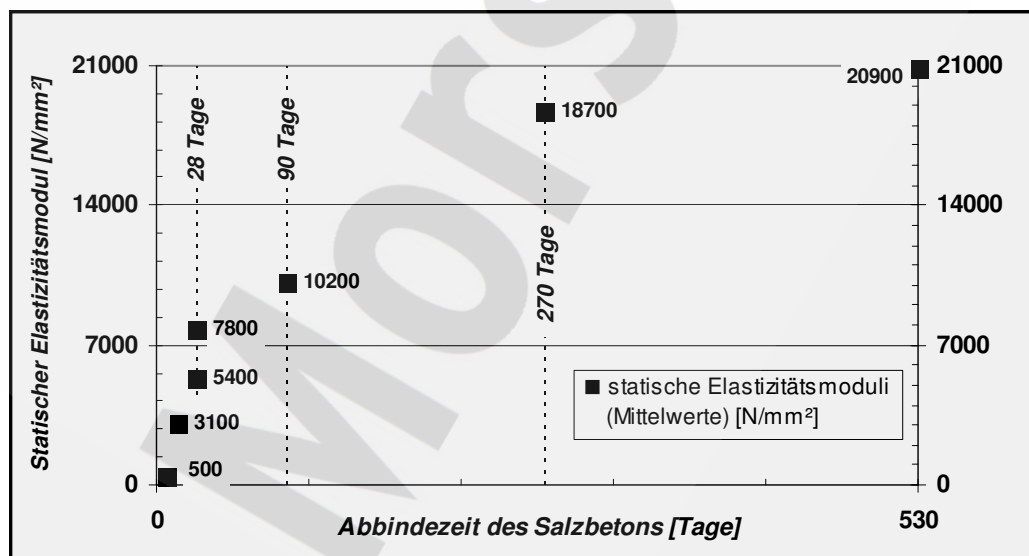 Statischer Elastizitätsmodul [N/mm²]
21000
14000
7000
0
28 Tage
90 Tage
270 Tage
500
3100
5400
7800
10200
18700
20900
21000
14000
7000
0
statische Elastizitätsmoduli
(Mittelwerte) [N/mm²]
0
Abbindezeit des Salzbetons [Tage]
530
Mors